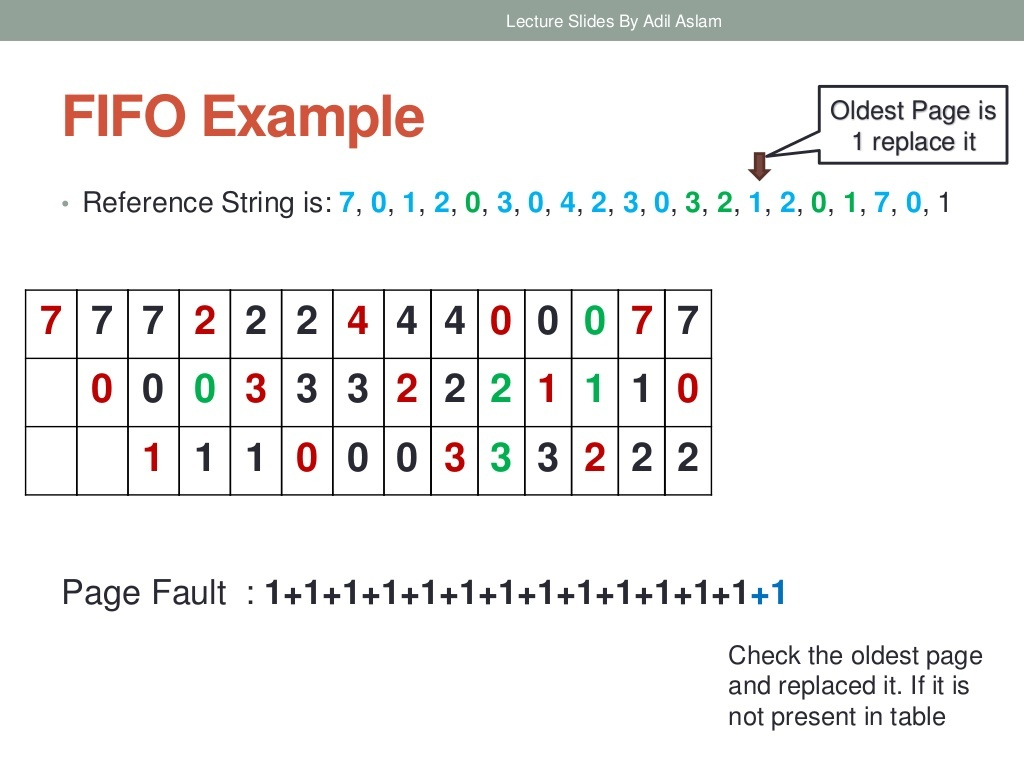 Lecture Slides By Adil Aslam
FIFO Example
Oldest Page is
1 replace it
• Reference String is: 7, 0, 1, 2, 0, 3, 0, 4, 2, 3, 0, 3, 2, 1, 2, 0, 1, 7, 0, 1
7 7 7 2 2 2 4 4 4 0 0 0 7 7
0 0 0 3 3 3 2 2 2 1 1 1 0
1 1 1 0 0 0 3 3 3 2 2 2
Page Fault : 1+1+1+1+1+1+1+1+1+1+1+1+1+1
Check the oldest page
and replaced it. If it is
not present in table